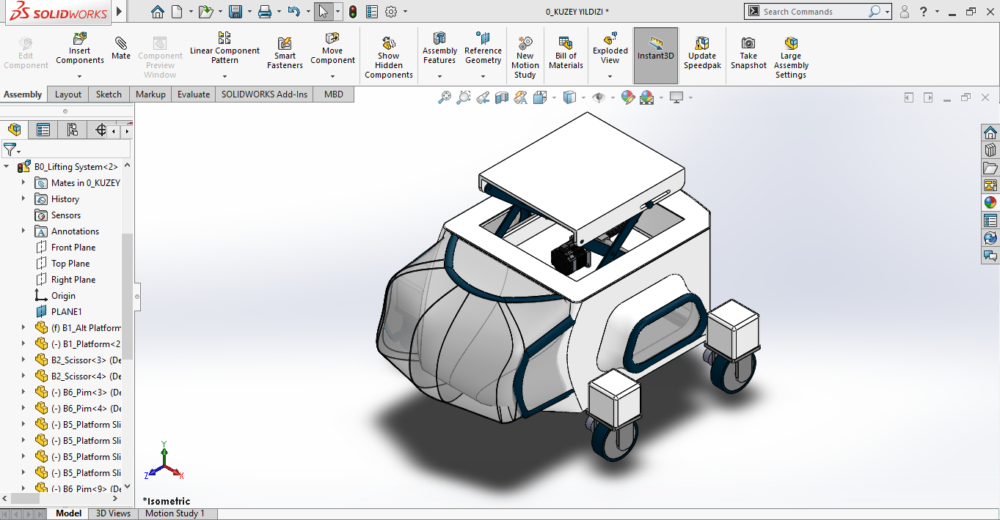 SOLIDWORKS
0_KUZEY YILDIZI *
Search Commands
?
Edit Component
Insert Components
Mate
Component Preview Window
Linear Component Pattern
Smart Fasteners
Move Component
Show Hidden Components
Assembly Features
Reference Geometry
New Motion Study
Bill of Materials
Exploded View
Instant3D
Update Speedpak
Take Snapshot
Large Assembly Settings
Assembly
Layout
Sketch
Markup
Evaluate
SOLIDWORKS Add-Ins
MBD
B0_Lifting System<2>
Mates in 0_KUZEY
History
Sensors
Annotations
Front Plane
Top Plane
Right Plane
Origin
PLANE1
(f) B1_Alt Platform
(-) B1_Platform<2
B2_Scissor<3> (De
B2_Scissor<4> (De
(-) B6_Pim<3> (De
(-) B6_Pim<4> (De
(-) B5_Platform Sli
(-) B5_Platform Sli
(-) B5_Platform Sli
(-) B5_Platform Sli
(-) B6_Pim<9> (De
Y
Z
X
*Isometric
Model
3D Views
Motion Study 1